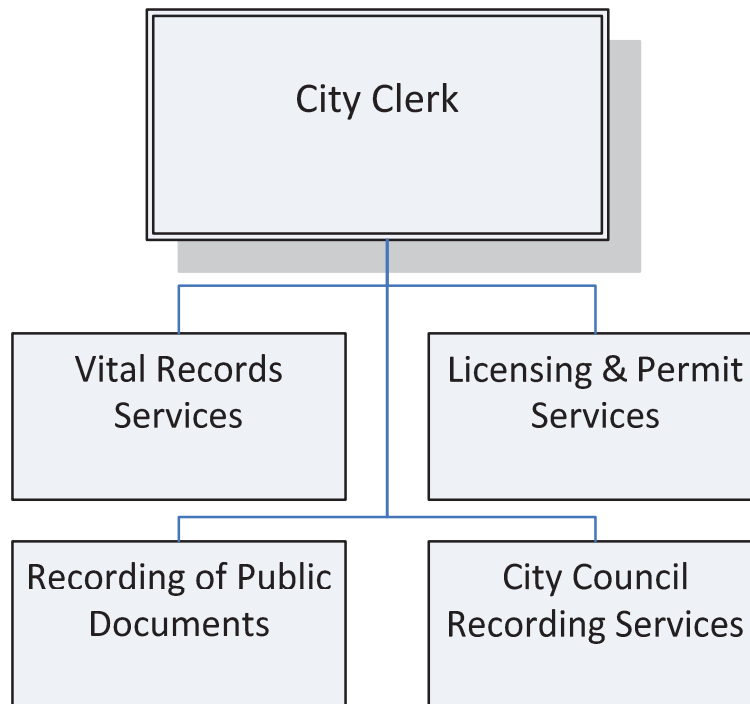 City Clerk
Vital Records
Services
Licensing & Permit
Services
Recording of Public
Documents
City Council
Recording Services